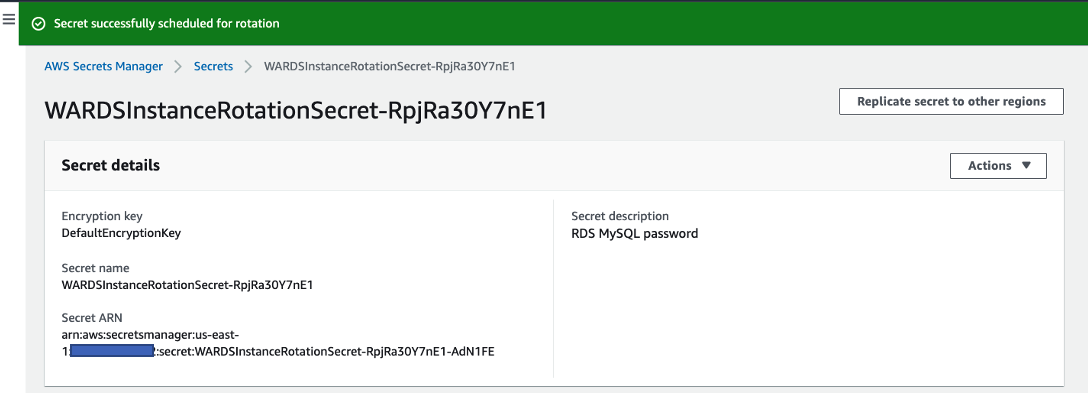 Secret successfully scheduled for rotation
AWS Secrets Manager > Secrets > WARDSInstanceRotationSecret-RpjRa30Y7nE1
WARDSInstanceRotationSecret-RpjRa30Y7nE1
Replicate secret to other regions
Secret details
Actions
Encryption key
DefaultEncryptionKey
Secret name
WARDSInstanceRotationSecret-RpjRa30Y7nE1
Secret ARN
arn:aws:secretsmanager:us-east-
1: :secret:WARDSInstanceRotationSecret-RpjRa30Y7nE1-AdN1FE
Secret description
RDS MySQL password